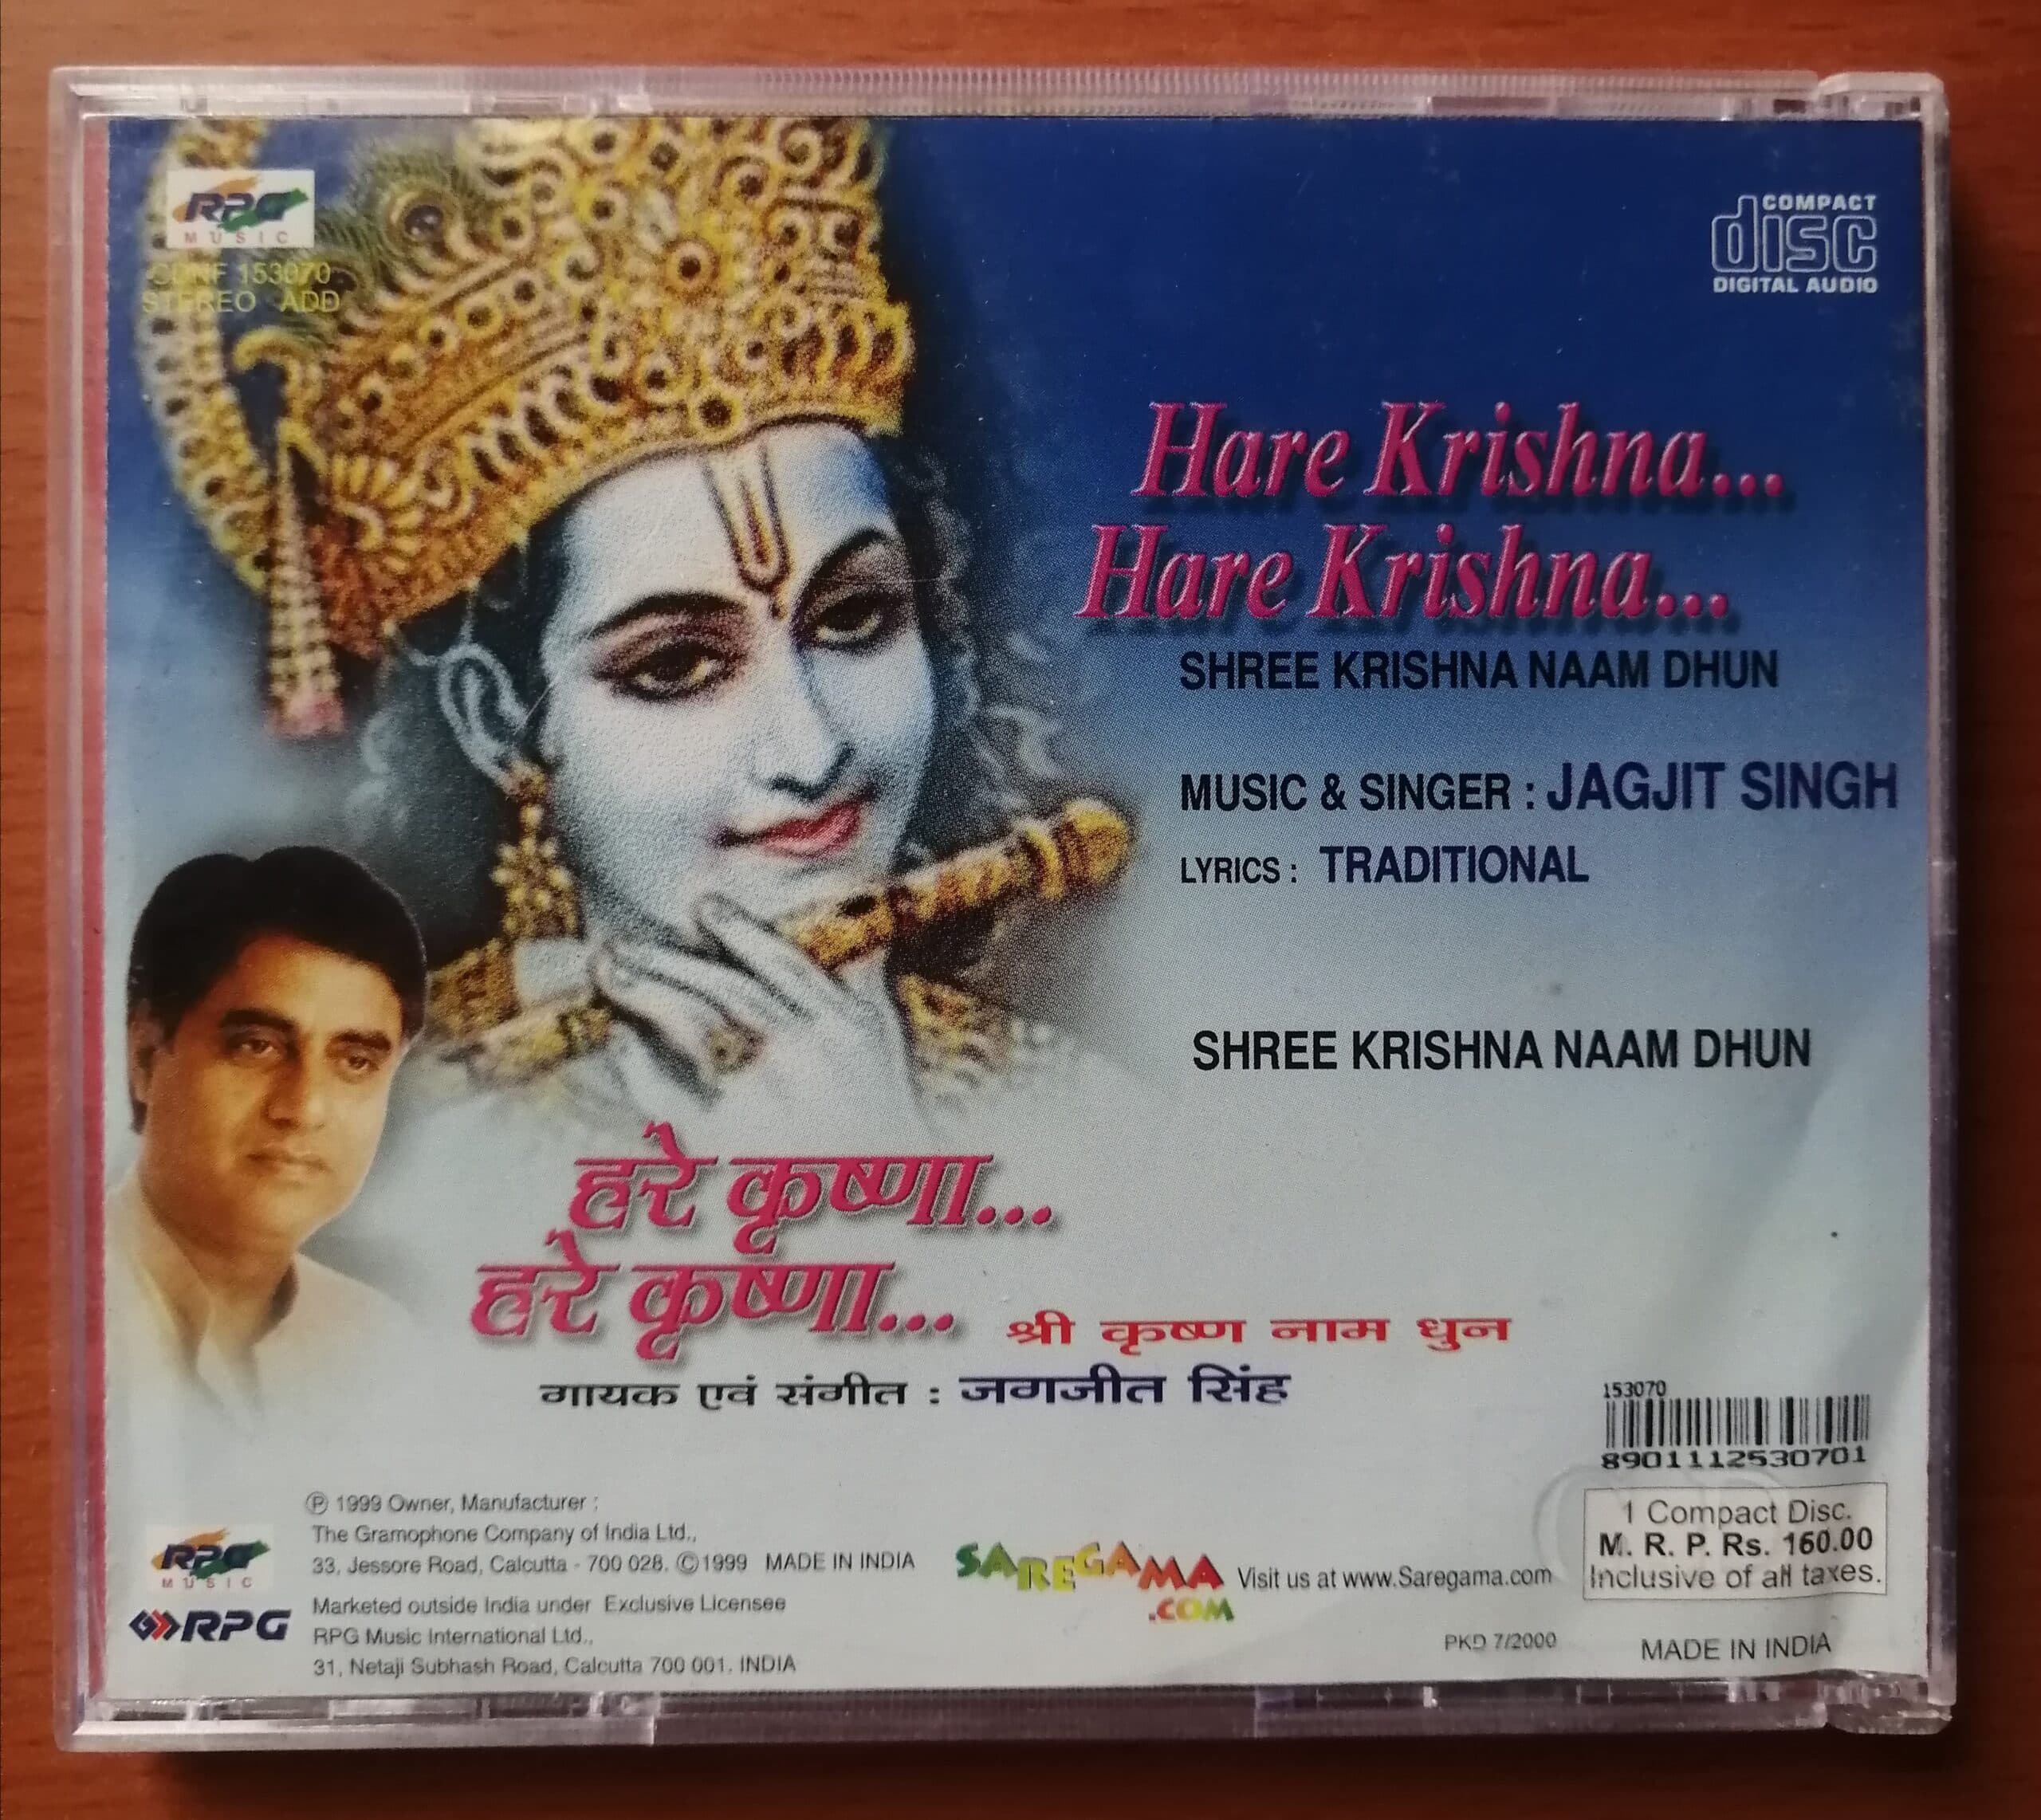 RPG
MUSIC
CDNF 153070
STEREO ADD
COMPACT
disc
DIGITAL AUDIO
Hare Krishna...
Hare Krishna...
SHREE KRISHNA NAAM DHUN
MUSIC & SINGER : JAGJIT SINGH
LYRICS : TRADITIONAL
SHREE KRISHNA NAAM DHUN
हरे कृष्णा...
हरे कृष्णा...
श्री कृष्ण नाम धुन
गायक एवं संगीत : जगजीत सिंह
153070
8901112530701
℗ 1999 Owner, Manufacturer :
The Gramophone Company of India Ltd.,
33, Jessore Road, Calcutta - 700 028. ©1999 MADE IN INDIA
Marketed outside India under Exclusive Licensee
RPG Music International Ltd.,
31, Netaji Subhash Road, Calcutta 700 001. INDIA
RPG
MUSIC
RPG
SAREGAMA
.COM
Visit us at www.Saregama.com
1 Compact Disc.
M. R. P. Rs. 160.00
Inclusive of all taxes.
PKD 7/2000
MADE IN INDIA